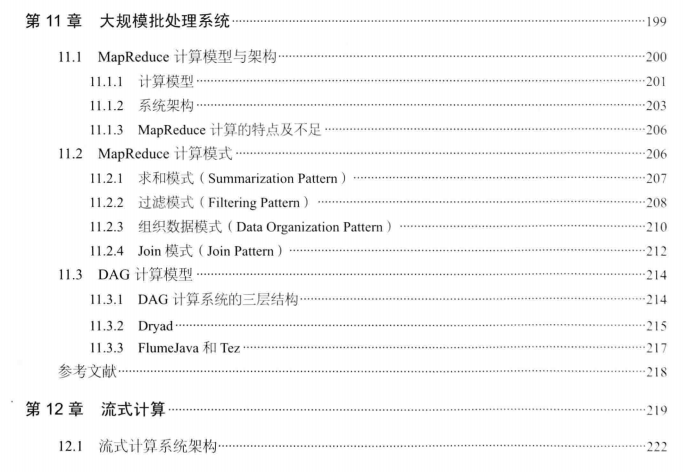 第 11 章 大规模批处理系统 199
11.1 MapReduce 计算模型与架构 200
11.1.1 计算模型 201
11.1.2 系统架构 203
11.1.3 MapReduce 计算的特点及不足 206
11.2 MapReduce 计算模式 206
11.2.1 求和模式（Summarization Pattern） 207
11.2.2 过滤模式（Filtering Pattern） 208
11.2.3 组织数据模式（Data Organization Pattern） 210
11.2.4 Join 模式（Join Pattern） 212
11.3 DAG 计算模型 214
11.3.1 DAG 计算系统的三层结构 214
11.3.2 Dryad 215
11.3.3 FlumeJava 和 Tez 217
参考文献 218
第 12 章 流式计算 219
12.1 流式计算系统架构 222